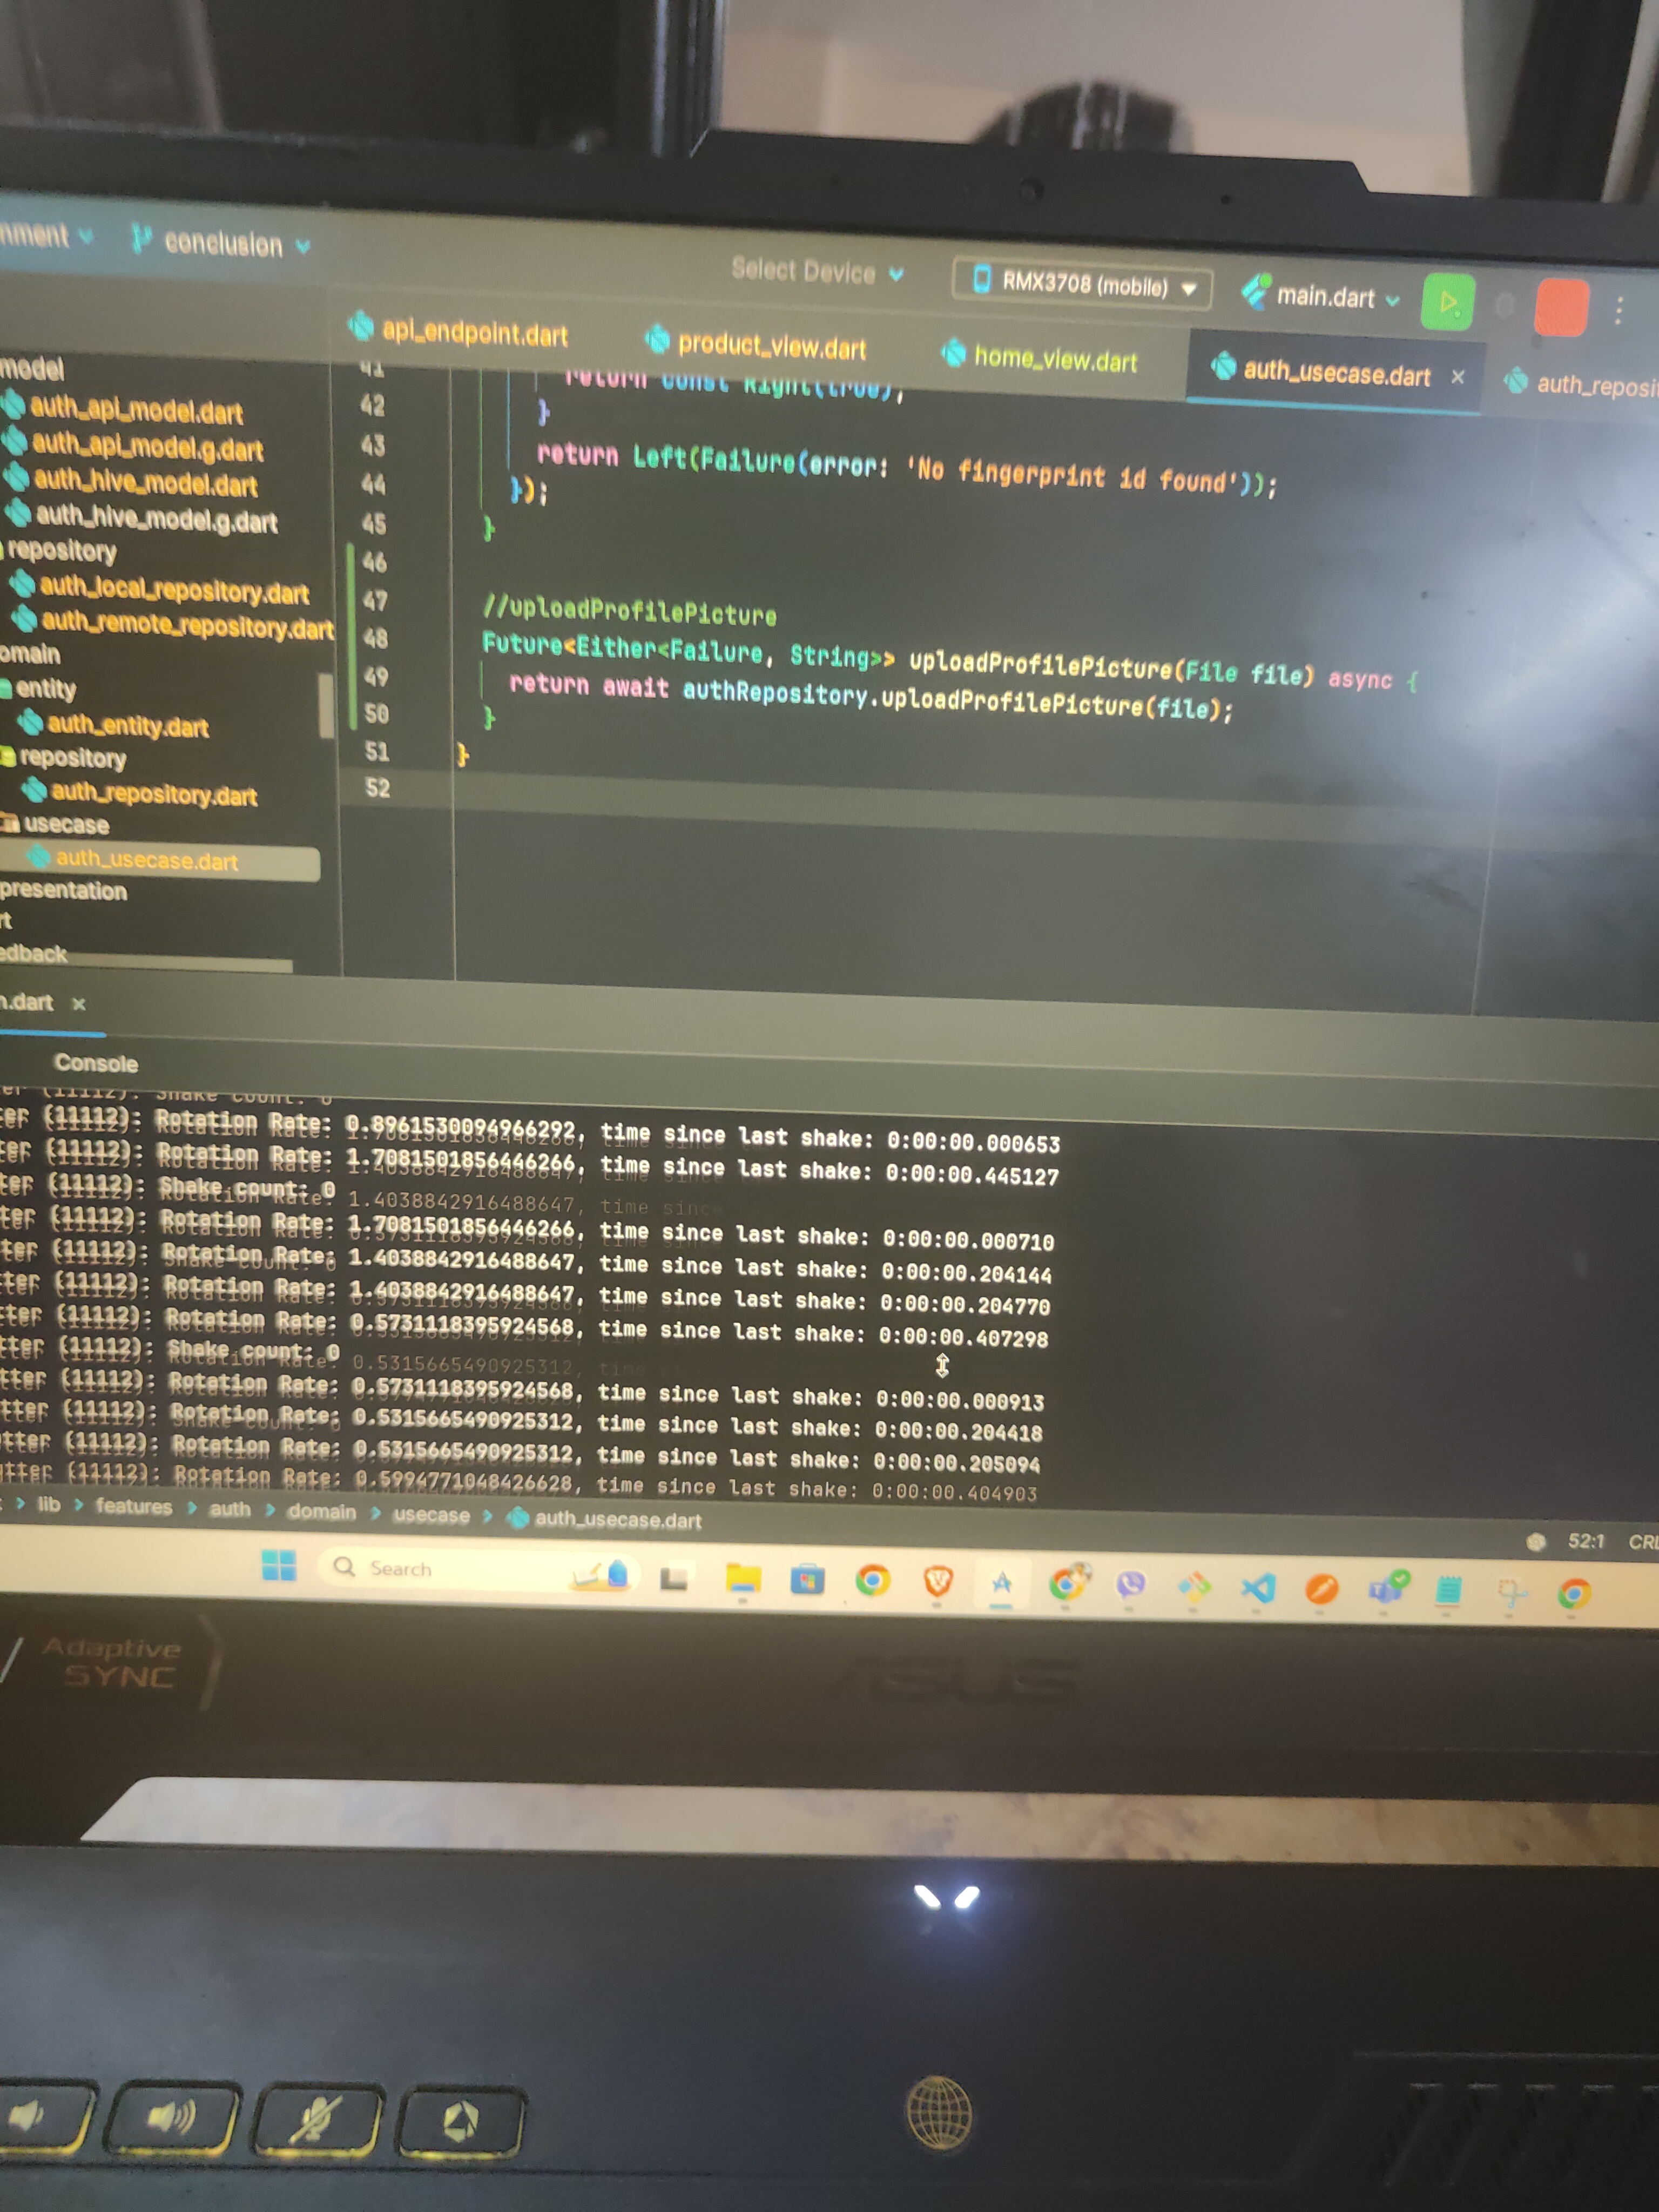 nment
conclusion
Select Device
RMX3708 (mobile)
main.dart
api_endpoint.dart
product_view.dart
home_view.dart
auth_usecase.dart ×
auth_reposi
model
auth_api_model.dart
auth_api_model.g.dart
auth_hive_model.dart
auth_hive_model.g.dart
repository
auth_local_repository.dart
auth_remote_repository.dart
omain
entity
auth_entity.dart
repository
auth_repository.dart
usecase
auth_usecase.dart
presentation
rt
edback
41 return const Right(true);
42 }
43 return Left(Failure(error: 'No fingerprint id found'));
44 });
45 }
46
47 //uploadProfilePicture
48 Future<Either<Failure, String>> uploadProfilePicture(File file) async {
49 return await authRepository.uploadProfilePicture(file);
50 }
51 }
52
n.dart ×
Console
ter (11112): Shake count: 0
ter (11112): Rotation Rate: 0.8961530094966292, time since last shake: 0:00:00.000653
ter (11112): Rotation Rate: 1.7081501856446266, time since last shake: 0:00:00.445127
ter (11112): Shake count: 0
ter (11112): Rotation Rate: 1.7081501856446266, time since last shake: 0:00:00.000710
ter (11112): Rotation Rate: 1.4038842916488647, time since last shake: 0:00:00.204144
ter (11112): Rotation Rate: 1.4038842916488647, time since last shake: 0:00:00.204770
tter (11112): Rotation Rate: 0.5731118395924568, time since last shake: 0:00:00.407298
tter (11112): Shake count: 0
tter (11112): Rotation Rate: 0.5731118395924568, time since last shake: 0:00:00.000913
tter (11112): Rotation Rate: 0.5315665490925312, time since last shake: 0:00:00.204418
tter (11112): Rotation Rate: 0.5315665490925312, time since last shake: 0:00:00.205094
utter (11112): Rotation Rate: 0.5994771048426628, time since last shake: 0:00:00.404903
> lib > features > auth > domain > usecase > auth_usecase.dart
52:1 CRL
Search
Adaptive
SYNC
ASUS